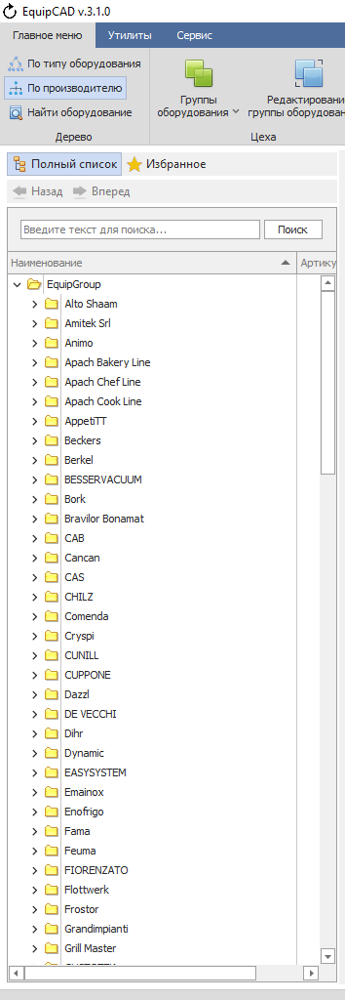 EquipCAD v.3.1.0
Главное меню Утилиты Сервис
По типу оборудования
По производителю
Найти оборудование
Группы
оборудования
Редактировани
группы оборудован
Дерево
Цеха
Полный список Избранное
Назад Вперед
Введите текст для поиска... Поиск
Наименование Артику
EquipGroup
Alto Shaam
Amitek Srl
Animo
Apach Bakery Line
Apach Chef Line
Apach Cook Line
AppetiTT
Beckers
Berkel
BESSERVACUUM
Bork
Bravilor Bonamat
CAB
Cancan
CAS
CHILZ
Comenda
Cryspi
CUNILL
CUPPONE
Dazzl
DE VECCHI
Dihr
Dynamic
EASYSYSTEM
Emainox
Enofrigo
Fama
Feuma
FIORENZATO
Flottwerk
Frostor
Grandimpianti
Grill Master